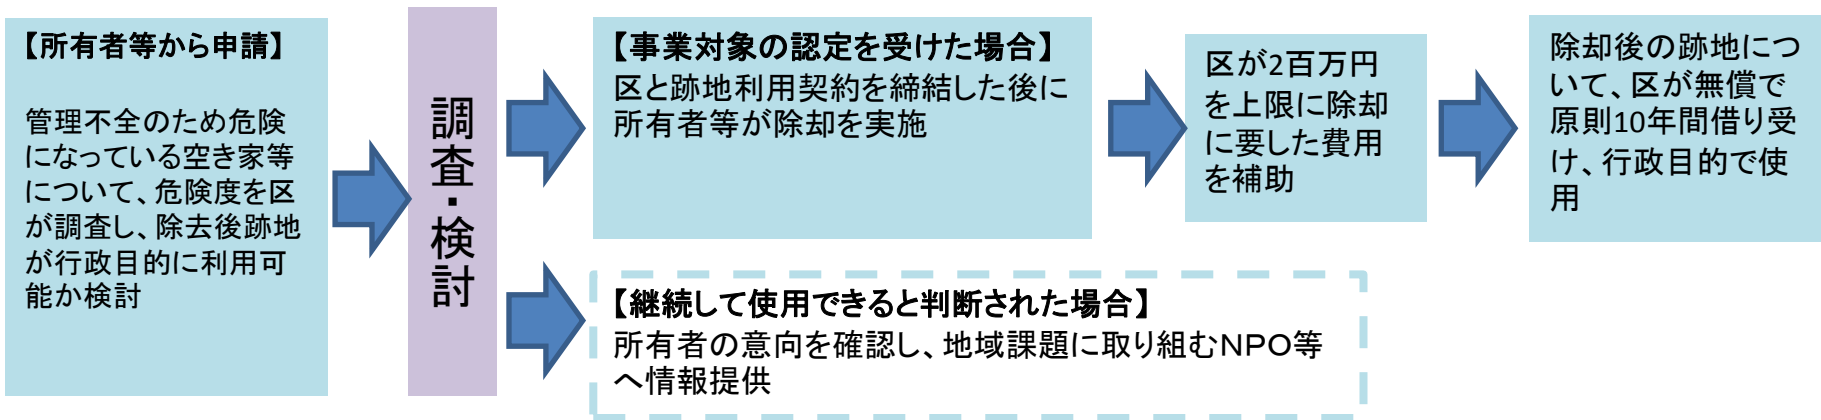 【所有者等から申請】
管理不全のため危険
になっている空き家等
について、危険度を区
が調査し、除去後跡地
が行政目的に利用可
能か検討
調査・検討
【事業対象の認定を受けた場合】
区と跡地利用契約を締結した後に
所有者等が除却を実施
区が2百万円
を上限に除却
に要した費用
を補助
除却後の跡地につ
いて、区が無償で
原則10年間借り受
け、行政目的で使
用
【継続して使用できると判断された場合】
所有者の意向を確認し、地域課題に取り組むNPO等
へ情報提供